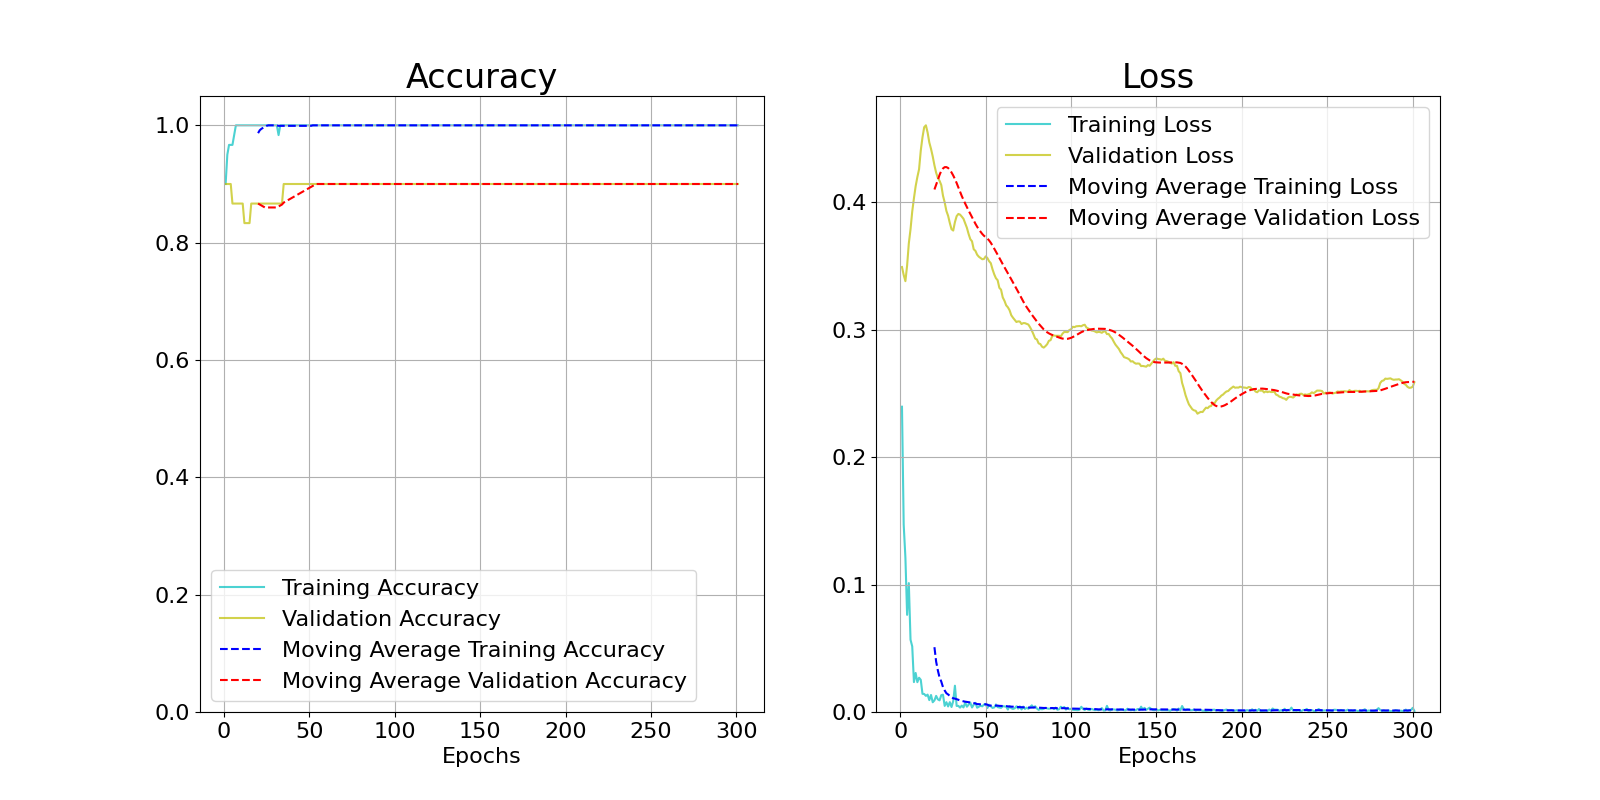 Accuracy
1.0
0.8
0.6
0.4
0.2
0.0
Training Accuracy
Validation Accuracy
Moving Average Training Accuracy
Moving Average Validation Accuracy
0 50 100 150 200 250 300
Epochs
Loss
0.4
0.3
0.2
0.1
0.0
Training Loss
Validation Loss
Moving Average Training Loss
Moving Average Validation Loss
0 50 100 150 200 250 300
Epochs